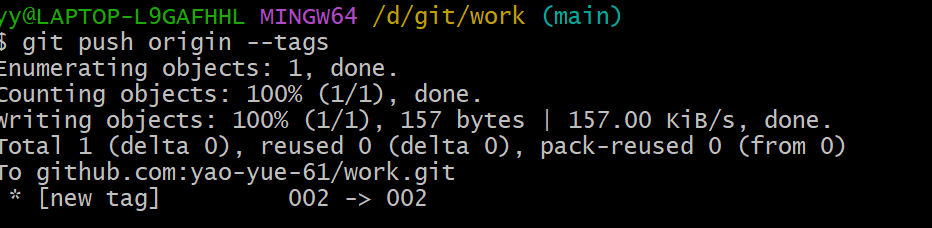 yy@LAPTOP-L9GAFHHL MINGW64 /d/git/work (main)
$ git push origin --tags
Enumerating objects: 1, done.
Counting objects: 100% (1/1), done.
Writing objects: 100% (1/1), 157 bytes | 157.00 KiB/s, done.
Total 1 (delta 0), reused 0 (delta 0), pack-reused 0 (from 0)
To github.com:yao-yue-61/work.git
 * [new tag]         002 -> 002